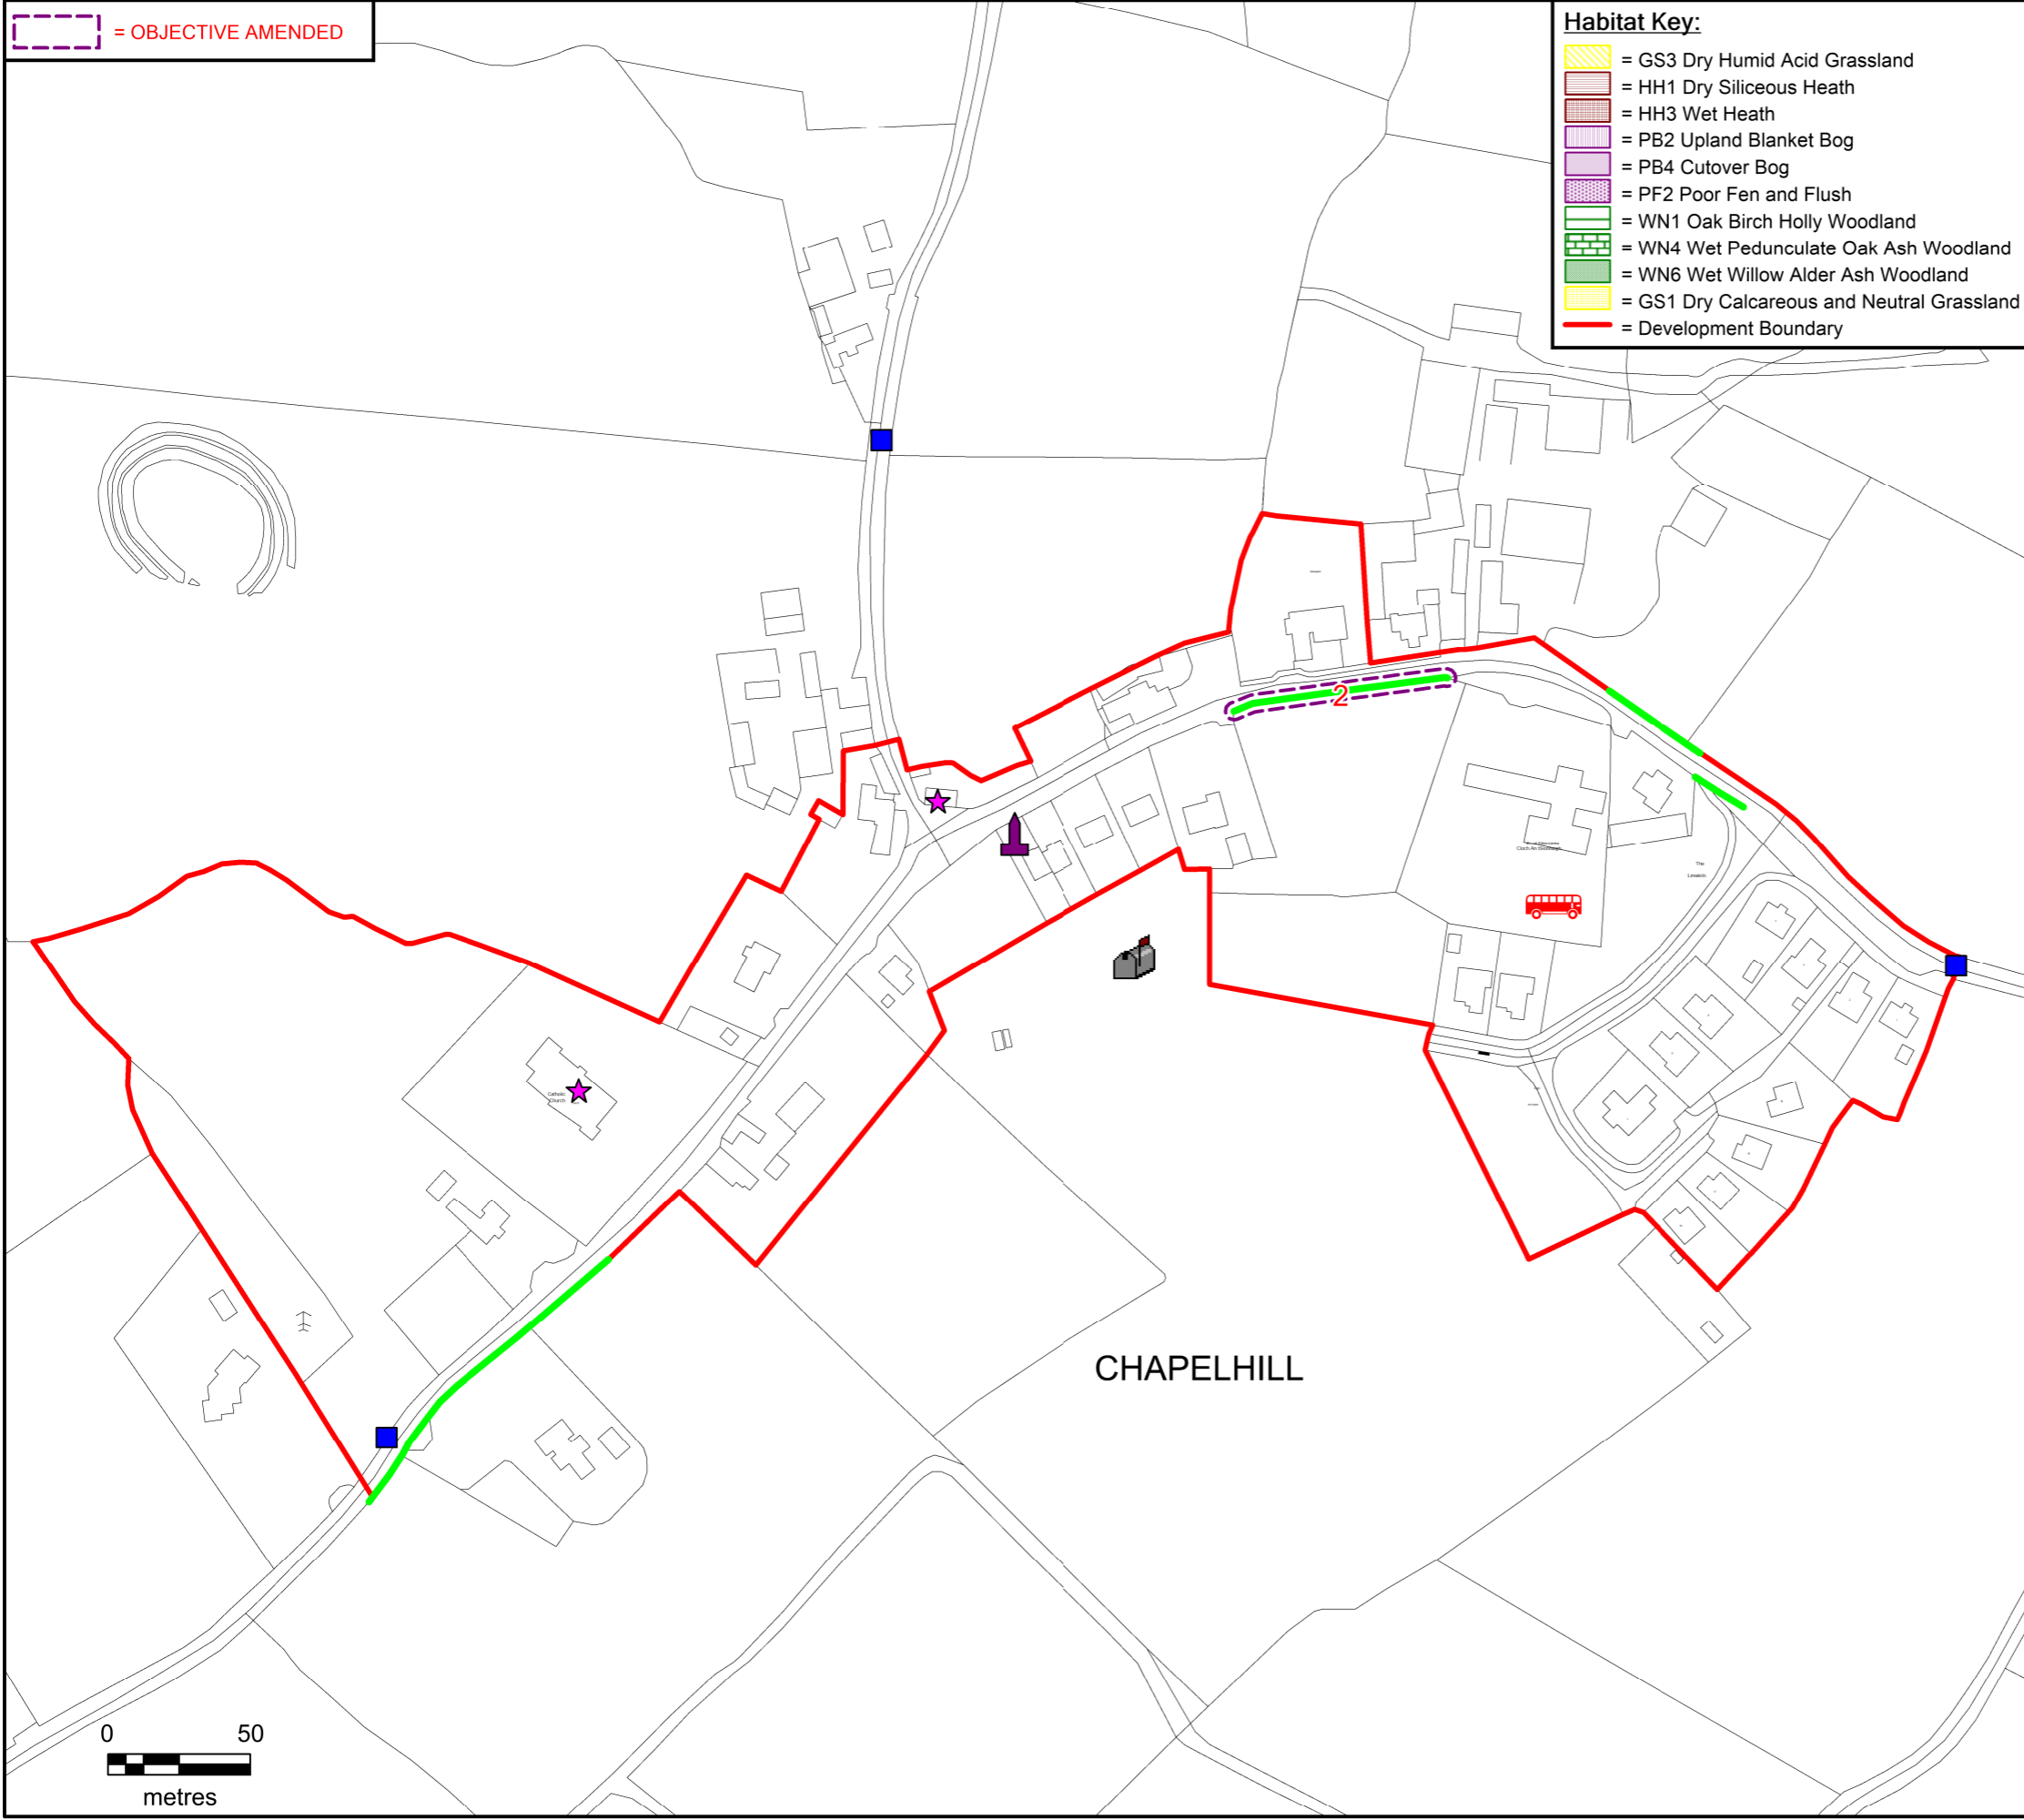 = OBJECTIVE AMENDED
Habitat Key:
= GS3 Dry Humid Acid Grassland
= HH1 Dry Siliceous Heath
= HH3 Wet Heath
= PB2 Upland Blanket Bog
= PB4 Cutover Bog
= PF2 Poor Fen and Flush
= WN1 Oak Birch Holly Woodland
= WN4 Wet Pedunculate Oak Ash Woodland
= WN6 Wet Willow Alder Ash Woodland
= GS1 Dry Calcareous and Neutral Grassland
= Development Boundary
2
The
Catholic
Church
CHAPELHILL
0 50
metres